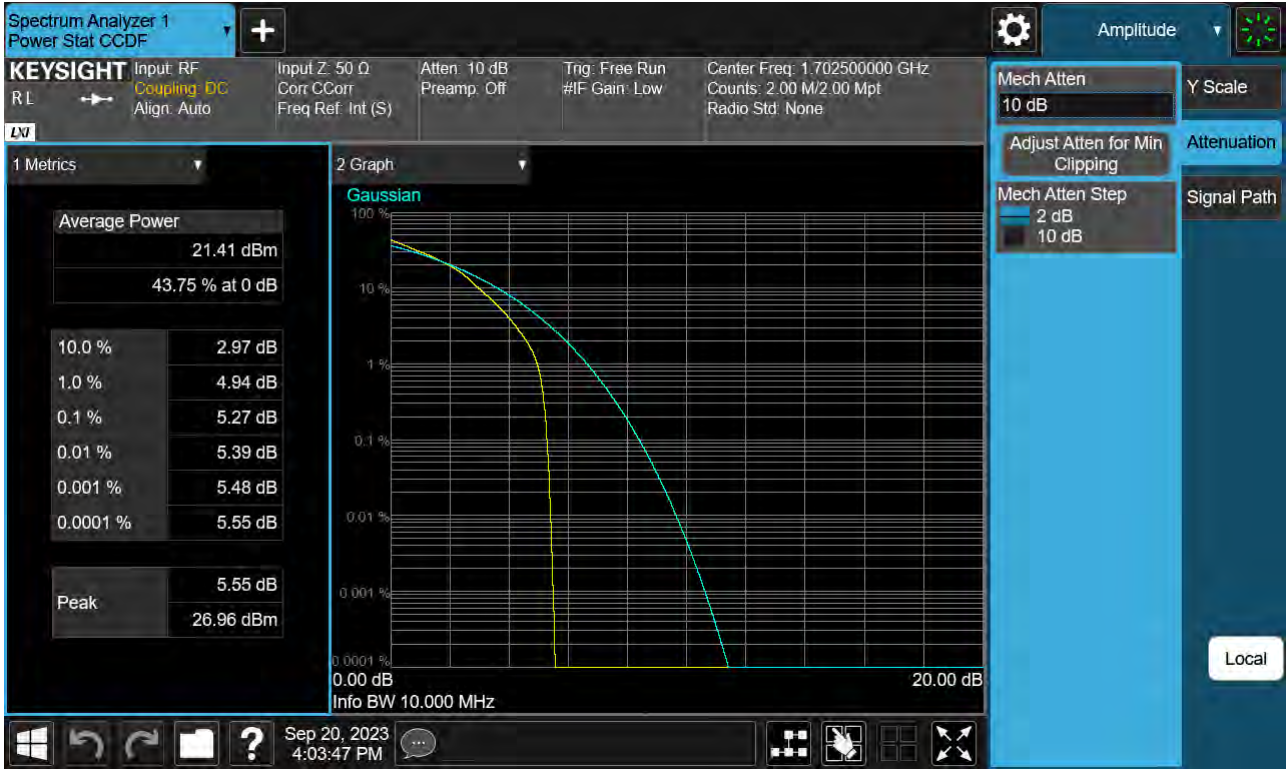 Spectrum Analyzer 1
Power Stat CCDF
+
Amplitude
KEYSIGHT
R L
LXI
Input: RF
Coupling: DC
Align: Auto
Input Z: 50 Ω
Corr CCorr
Freq Ref: Int (S)
Atten: 10 dB
Preamp: Off
Trig: Free Run
#IF Gain: Low
Center Freq: 1.702500000 GHz
Counts: 2.00 M/2.00 Mpt
Radio Std: None
Mech Atten
10 dB
Adjust Atten for Min
Clipping
Mech Atten Step
2 dB
10 dB
Y Scale
Attenuation
Signal Path
Local
1 Metrics
Average Power
21.41 dBm
43.75 % at 0 dB
10.0 % 2.97 dB
1.0 % 4.94 dB
0.1 % 5.27 dB
0.01 % 5.39 dB
0.001 % 5.48 dB
0.0001 % 5.55 dB
Peak
5.55 dB
26.96 dBm
2 Graph
Gaussian
100 %
10 %
1 %
0.1 %
0.01 %
0.001 %
0.0001 %
0.00 dB 20.00 dB
Info BW 10.000 MHz
?
Sep 20, 2023
4:03:47 PM